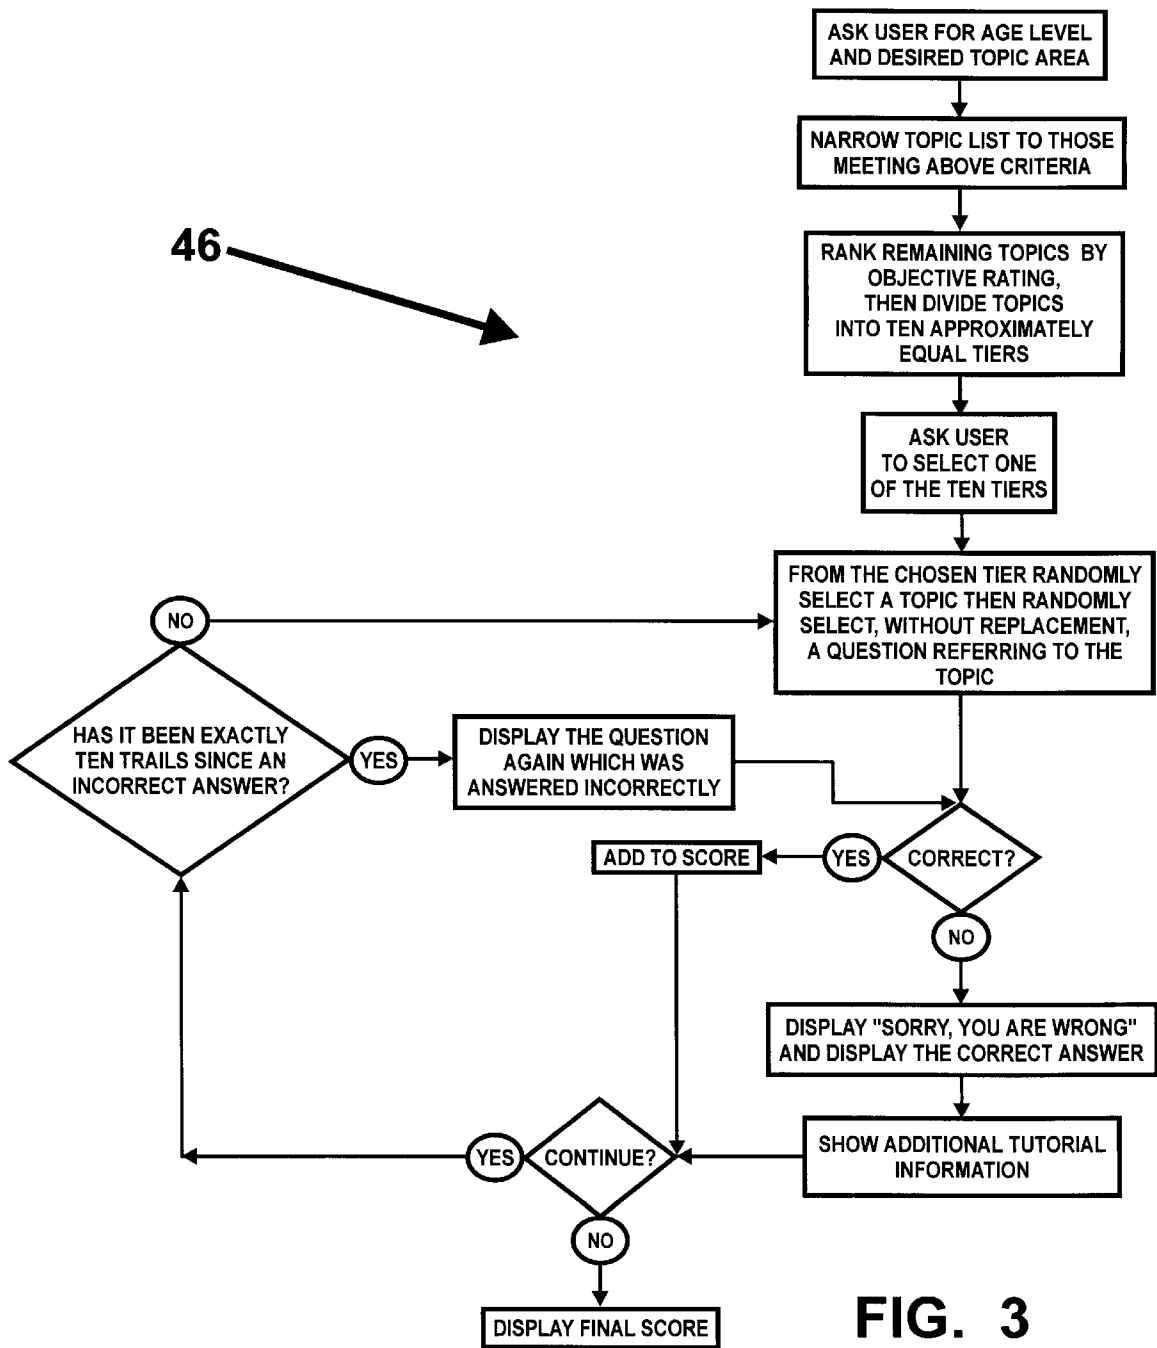 ASK USER FOR AGE LEVEL
AND DESIRED TOPIC AREA
NARROW TOPIC LIST TO THOSE
MEETING ABOVE CRITERIA
46
RANK REMAINING TOPICS BY
OBJECTIVE RATING,
THEN DIVIDE TOPICS
INTO TEN APPROXIMATELY
EQUAL TIERS
ASK USER
TO SELECT ONE
OF THE TEN TIERS
FROM THE CHOSEN TIER RANDOMLY
SELECT A TOPIC THEN RANDOMLY
SELECT, WITHOUT REPLACEMENT,
A QUESTION REFERRING TO THE
TOPIC
NO
HAS IT BEEN EXACTLY
TEN TRAILS SINCE AN
INCORRECT ANSWER?
YES
DISPLAY THE QUESTION
AGAIN WHICH WAS
ANSWERED INCORRECTLY
ADD TO SCORE
YES
CORRECT?
NO
DISPLAY "SORRY, YOU ARE WRONG"
AND DISPLAY THE CORRECT ANSWER
SHOW ADDITIONAL TUTORIAL
INFORMATION
YES
CONTINUE?
NO
DISPLAY FINAL SCORE
FIG. 3